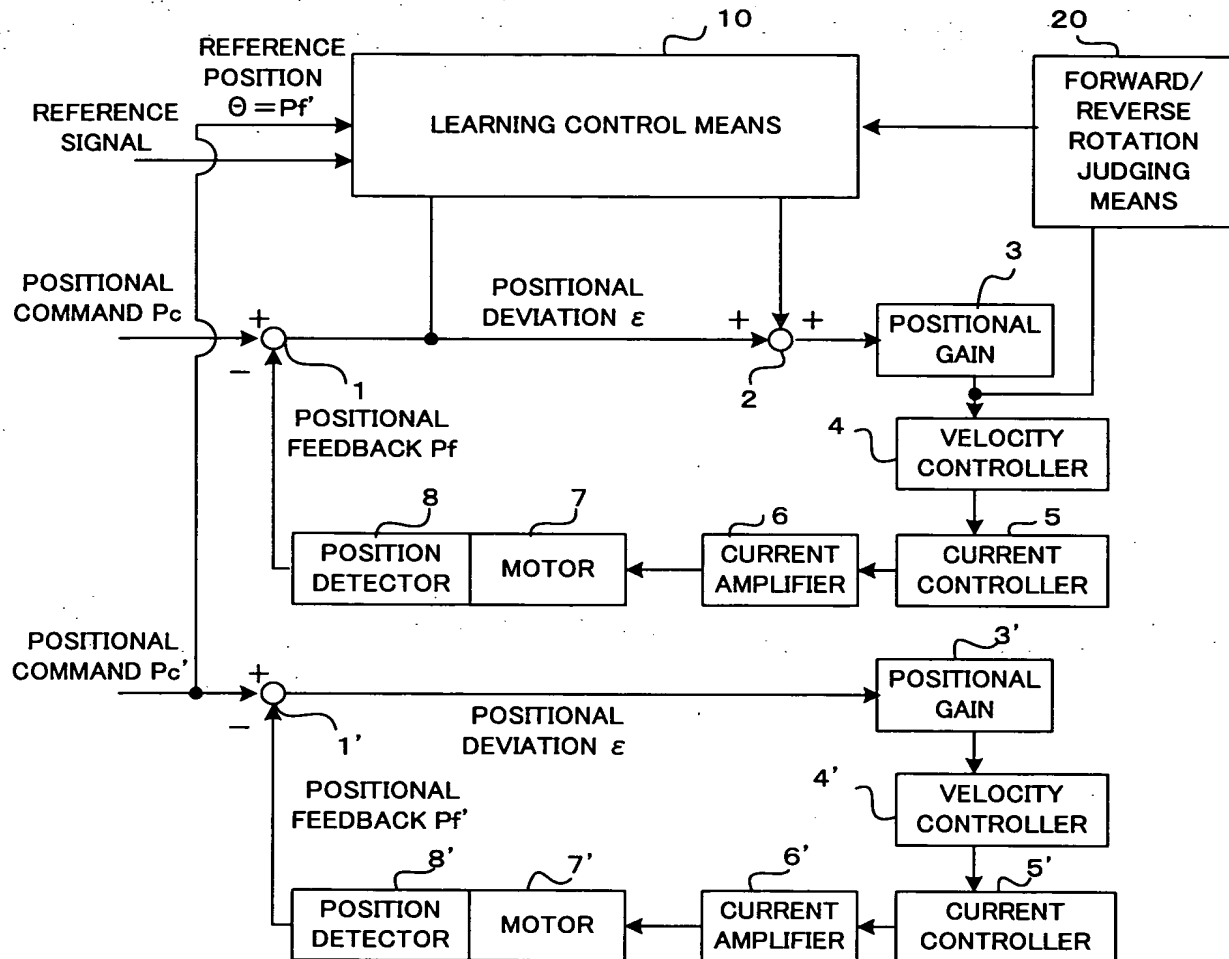 10
20
REFERENCE
POSITION
Θ=Pf'
REFERENCE
SIGNAL
LEARNING CONTROL MEANS
FORWARD/
REVERSE
ROTATION
JUDGING
MEANS
POSITIONAL
COMMAND Pc
+
−
1
POSITIONAL
DEVIATION ε
+
+
2
3
POSITIONAL
GAIN
POSITIONAL
FEEDBACK Pf
4
VELOCITY
CONTROLLER
8
7
6
5
POSITION
DETECTOR
MOTOR
CURRENT
AMPLIFIER
CURRENT
CONTROLLER
POSITIONAL
COMMAND Pc'
+
−
1'
POSITIONAL
DEVIATION ε
3'
POSITIONAL
GAIN
POSITIONAL
FEEDBACK Pf'
4'
VELOCITY
CONTROLLER
8'
7'
6'
5'
POSITION
DETECTOR
MOTOR
CURRENT
AMPLIFIER
CURRENT
CONTROLLER